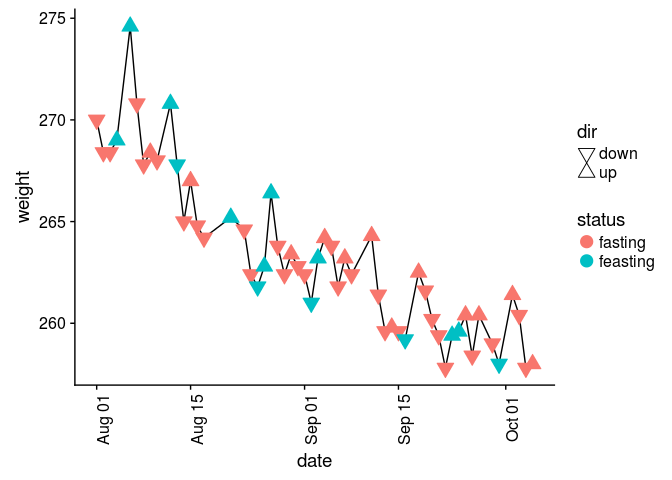 275
270
265
260
weight
Aug 01
Aug 15
Sep 01
Sep 15
Oct 01
date
dir
down
up
status
fasting
feasting